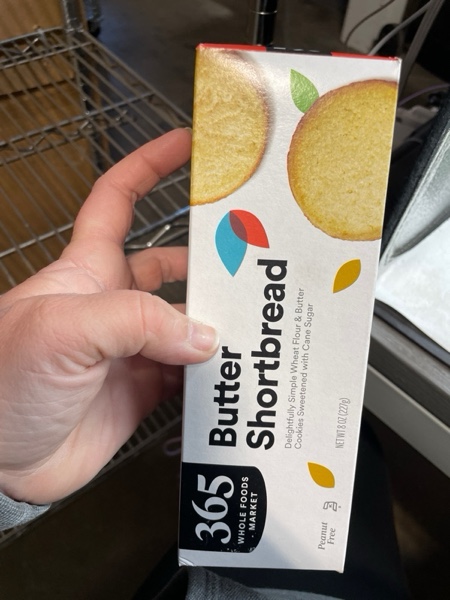 365
WHOLE FOODS
MARKET
Butter
Shortbread
Delightfully Simple Wheat Flour & Butter
Cookies Sweetened with Cane Sugar
NET WT 8 OZ (227g)
Peanut
Free